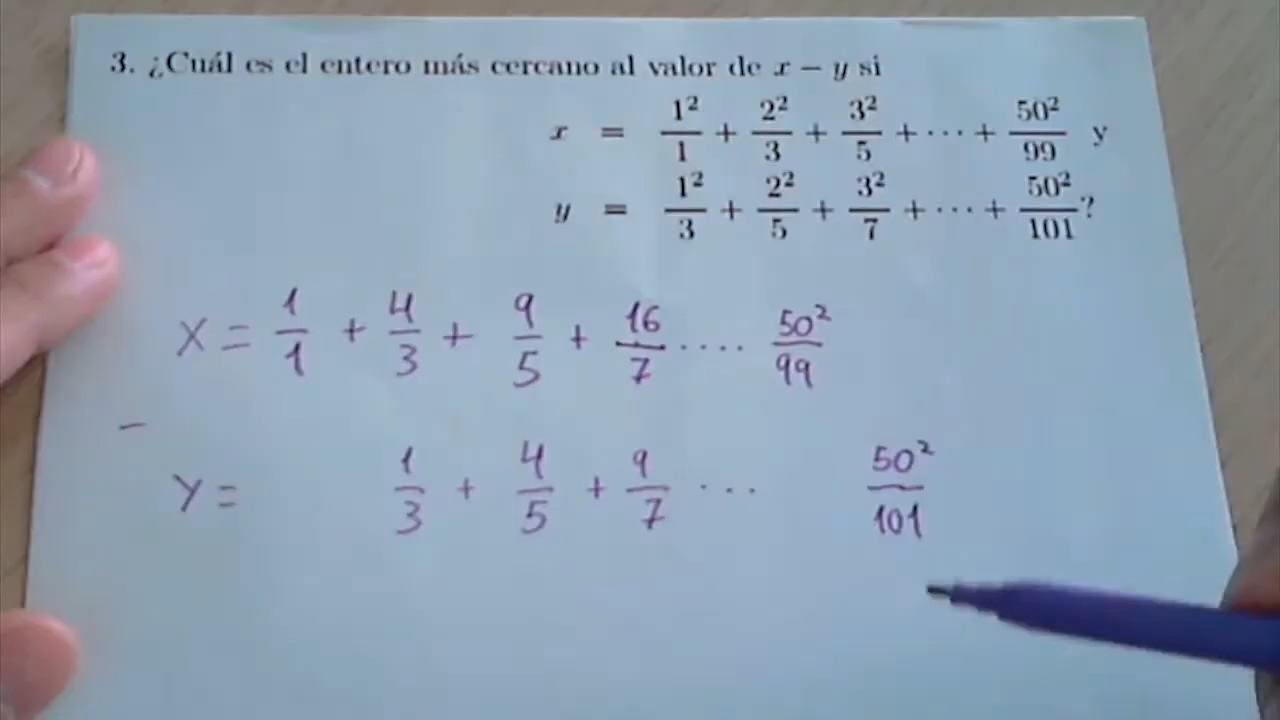 3. ¿Cuál es el entero más cercano al valor de x − y si
x = 1²/1 + 2²/3 + 3²/5 + ⋯ + 50²/99 y
y = 1²/3 + 2²/5 + 3²/7 + ⋯ + 50²/101?
X = 1/1 + 4/3 + 9/5 + 16/7 .... 50²/99
−
Y = 1/3 + 4/5 + 9/7 ... 50²/101